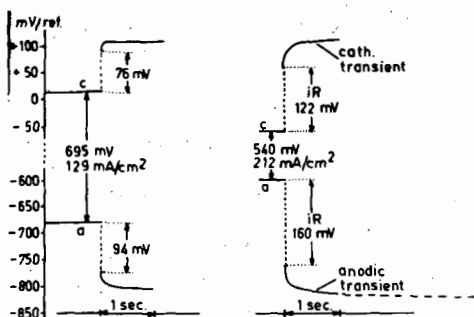 mV/ref.
+100
+ 50
0
- 50
-600
-650
-700
-750
-800
-850
c
76 mV
695 mV
129 mA/cm²
a
94 mV
1 sec.
cath.
transient
iR
122 mV
c
540 mV
212 mA/cm²
a
iR
160 mV
anodic
transient
1 sec.